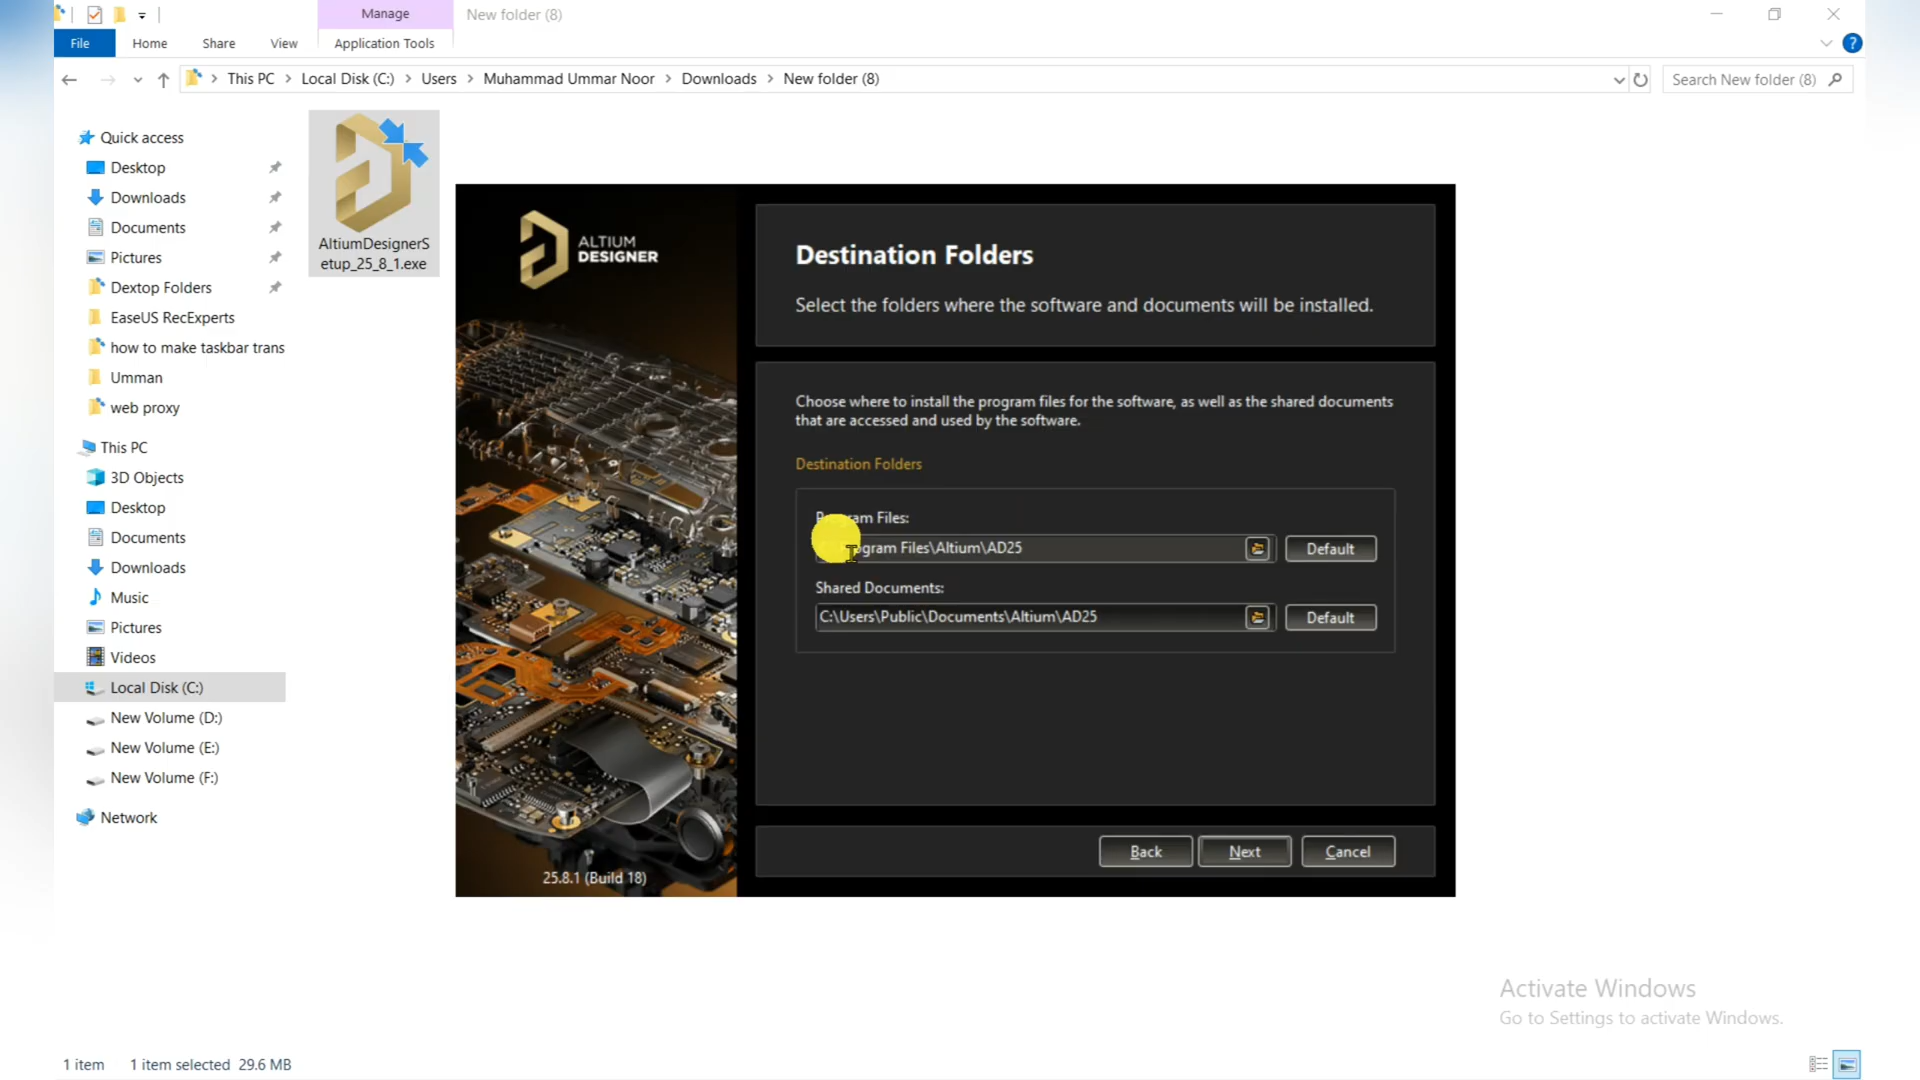 Manage
New folder (8)
File
Home
Share
View
Application Tools
?
This PC
Local Disk (C:)
Users
Muhammad Ummar Noor
Downloads
New folder (8)
Search New folder (8)
Quick access
Desktop
Downloads
Documents
Pictures
Dextop Folders
EaseUS RecExperts
how to make taskbar trans
Umman
web proxy
This PC
3D Objects
Desktop
Documents
Downloads
Music
Pictures
Videos
Local Disk (C:)
New Volume (D:)
New Volume (E:)
New Volume (F:)
Network
AltiumDesignerS
etup_25_8_1.exe
ALTIUM
DESIGNER
25.8.1 (Build 18)
Destination Folders
Select the folders where the software and documents will be installed.
Choose where to install the program files for the software, as well as the shared documents
that are accessed and used by the software.
Destination Folders
Files:
Files\Altium\AD25
Default
Shared Documents:
C:\Users\Public\Documents\Altium\AD25
Default
Back
Next
Cancel
Activate Windows
Go to Settings to activate Windows.
1 item
1 item selected
29.6 MB